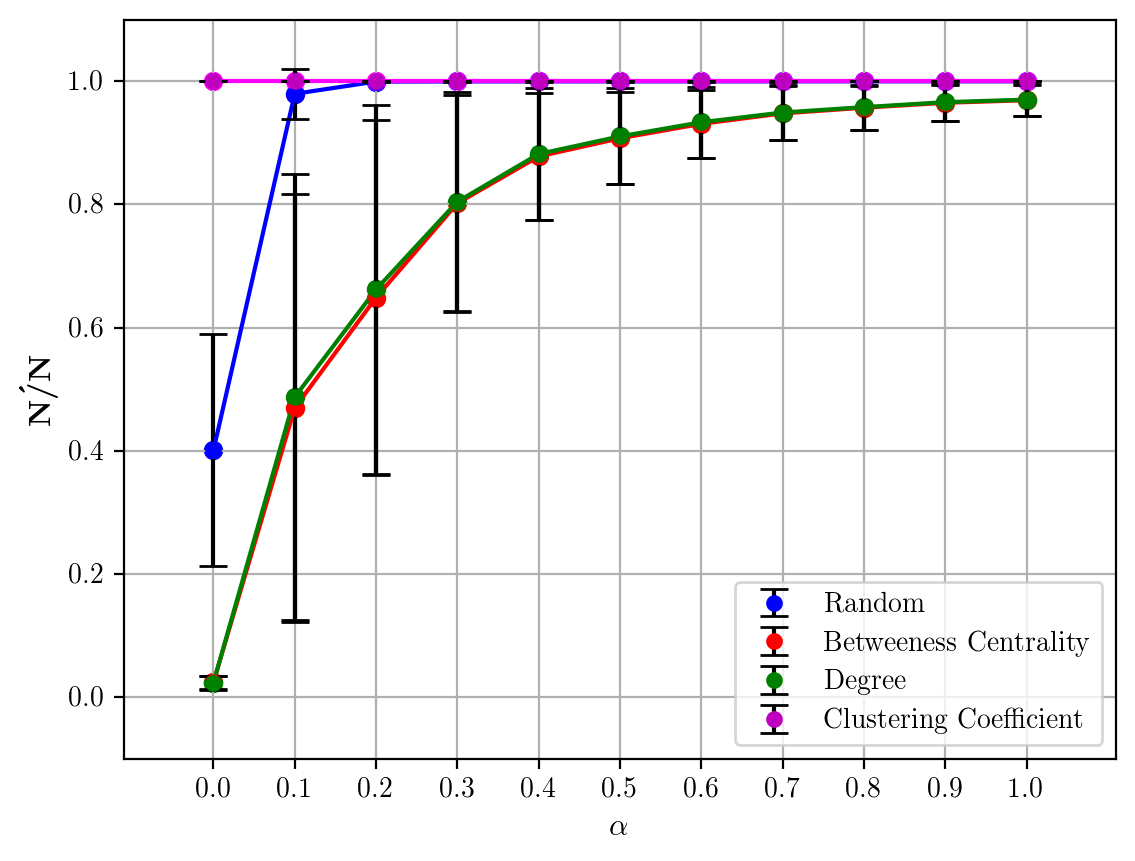 1.0
0.8
0.6
0.4
0.2
0.0
N´/N
0.0 0.1 0.2 0.3 0.4 0.5 0.6 0.7 0.8 0.9 1.0
α
Random
Betweeness Centrality
Degree
Clustering Coefficient